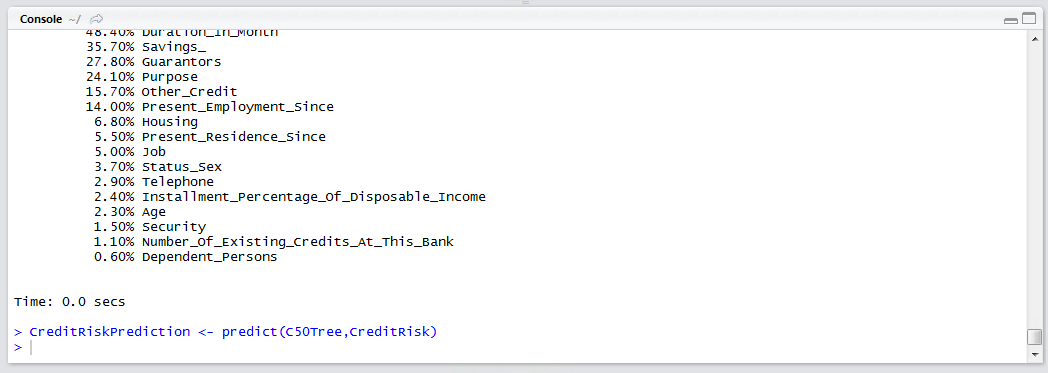 Console ~/
48.40% Duration_In_Month
35.70% Savings_
27.80% Guarantors
24.10% Purpose
15.70% Other_Credit
14.00% Present_Employment_Since
6.80% Housing
5.50% Present_Residence_Since
5.00% Job
3.70% Status_Sex
2.90% Telephone
2.40% Installment_Percentage_Of_Disposable_Income
2.30% Age
1.50% Security
1.10% Number_Of_Existing_Credits_At_This_Bank
0.60% Dependent_Persons
Time: 0.0 secs
> CreditRiskPrediction <- predict(C50Tree,CreditRisk)
>